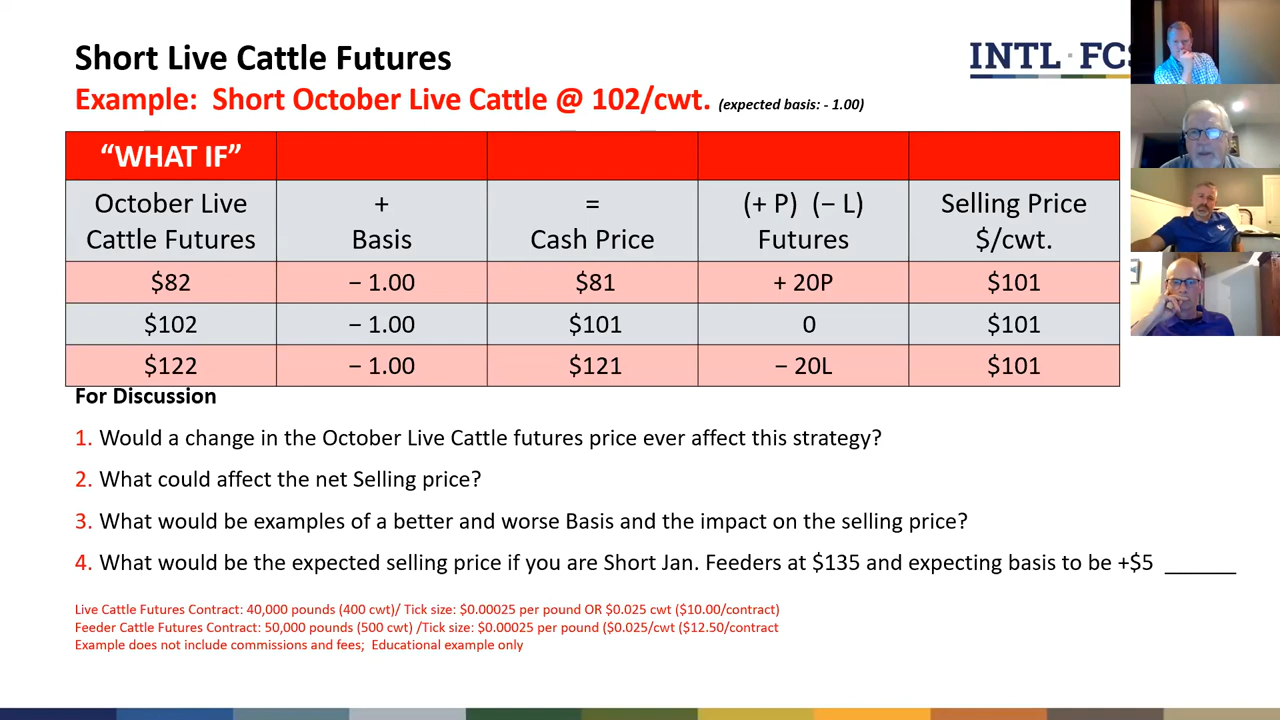 Short Live Cattle Futures
INTL FCS
Example: Short October Live Cattle @ 102/cwt. (expected basis: - 1.00)
"WHAT IF"
October Live Cattle Futures + Basis = Cash Price (+ P) (− L) Futures Selling Price $/cwt.
$82 − 1.00 $81 + 20P $101
$102 − 1.00 $101 0 $101
$122 − 1.00 $121 − 20L $101
For Discussion
1. Would a change in the October Live Cattle futures price ever affect this strategy?
2. What could affect the net Selling price?
3. What would be examples of a better and worse Basis and the impact on the selling price?
4. What would be the expected selling price if you are Short Jan. Feeders at $135 and expecting basis to be +$5 ______
Live Cattle Futures Contract: 40,000 pounds (400 cwt)/ Tick size: $0.00025 per pound OR $0.025 cwt ($10.00/contract)
Feeder Cattle Futures Contract: 50,000 pounds (500 cwt) /Tick size: $0.00025 per pound ($0.025/cwt ($12.50/contract
Example does not include commissions and fees; Educational example only